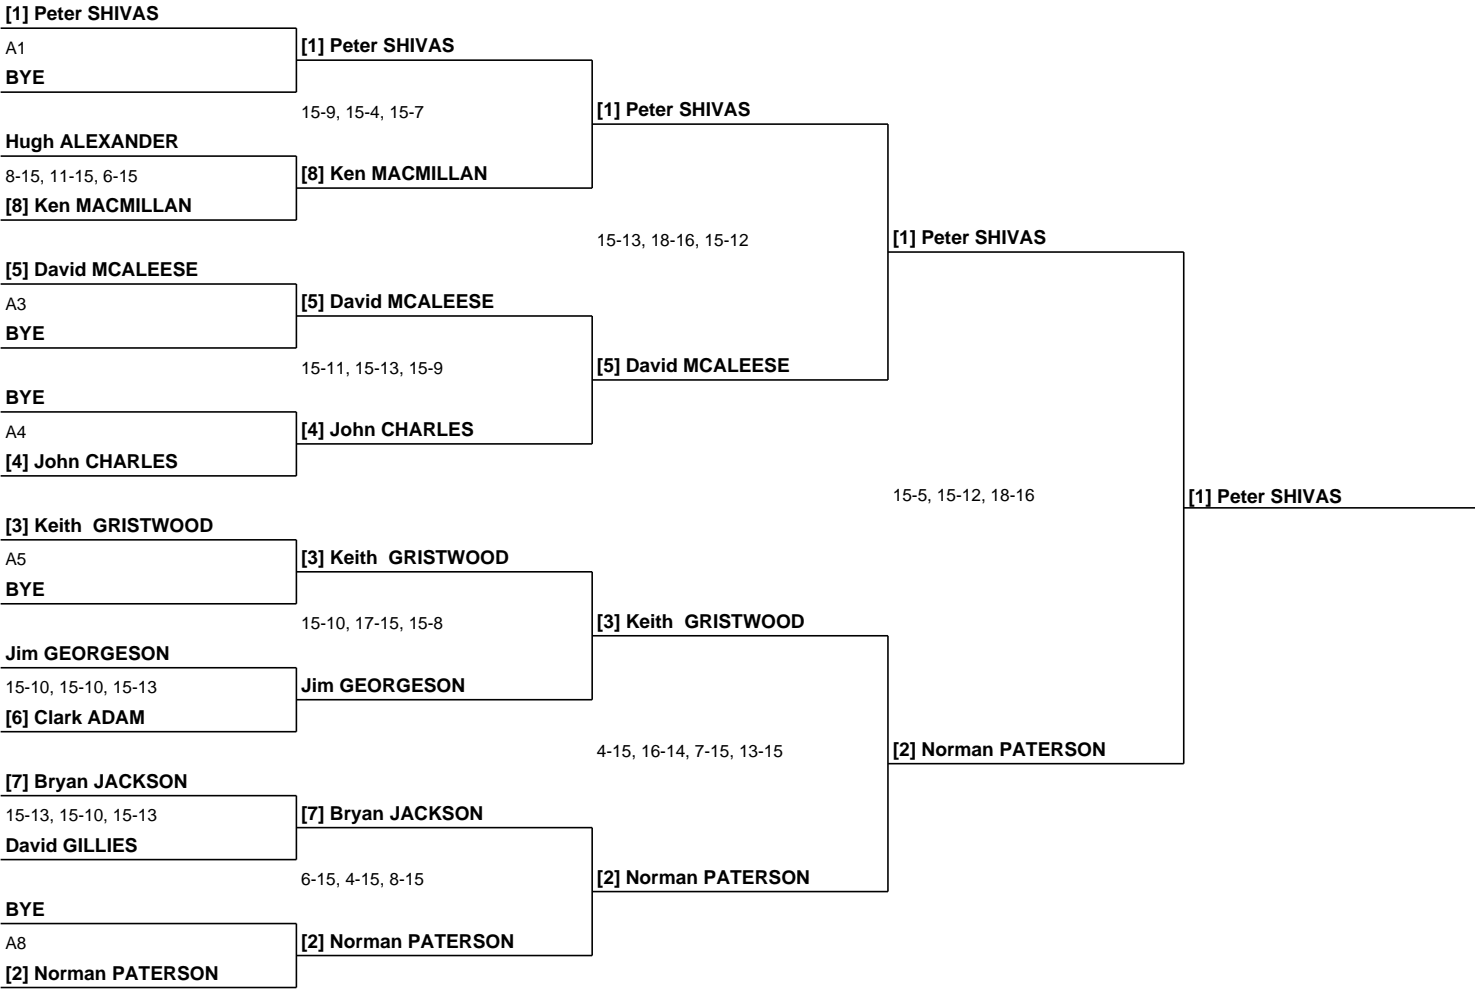 [1] Peter SHIVAS
A1
BYE
Hugh ALEXANDER
8-15, 11-15, 6-15
[8] Ken MACMILLAN
[5] David MCALEESE
A3
BYE
BYE
A4
[4] John CHARLES
[3] Keith  GRISTWOOD
A5
BYE
Jim GEORGESON
15-10, 15-10, 15-13
[6] Clark ADAM
[7] Bryan JACKSON
15-13, 15-10, 15-13
David GILLIES
BYE
A8
[2] Norman PATERSON
[1] Peter SHIVAS
15-9, 15-4, 15-7
[8] Ken MACMILLAN
[5] David MCALEESE
15-11, 15-13, 15-9
[4] John CHARLES
[3] Keith  GRISTWOOD
15-10, 17-15, 15-8
Jim GEORGESON
[7] Bryan JACKSON
6-15, 4-15, 8-15
[2] Norman PATERSON
[1] Peter SHIVAS
15-13, 18-16, 15-12
[5] David MCALEESE
[3] Keith  GRISTWOOD
4-15, 16-14, 7-15, 13-15
[2] Norman PATERSON
[1] Peter SHIVAS
15-5, 15-12, 18-16
[2] Norman PATERSON
[1] Peter SHIVAS